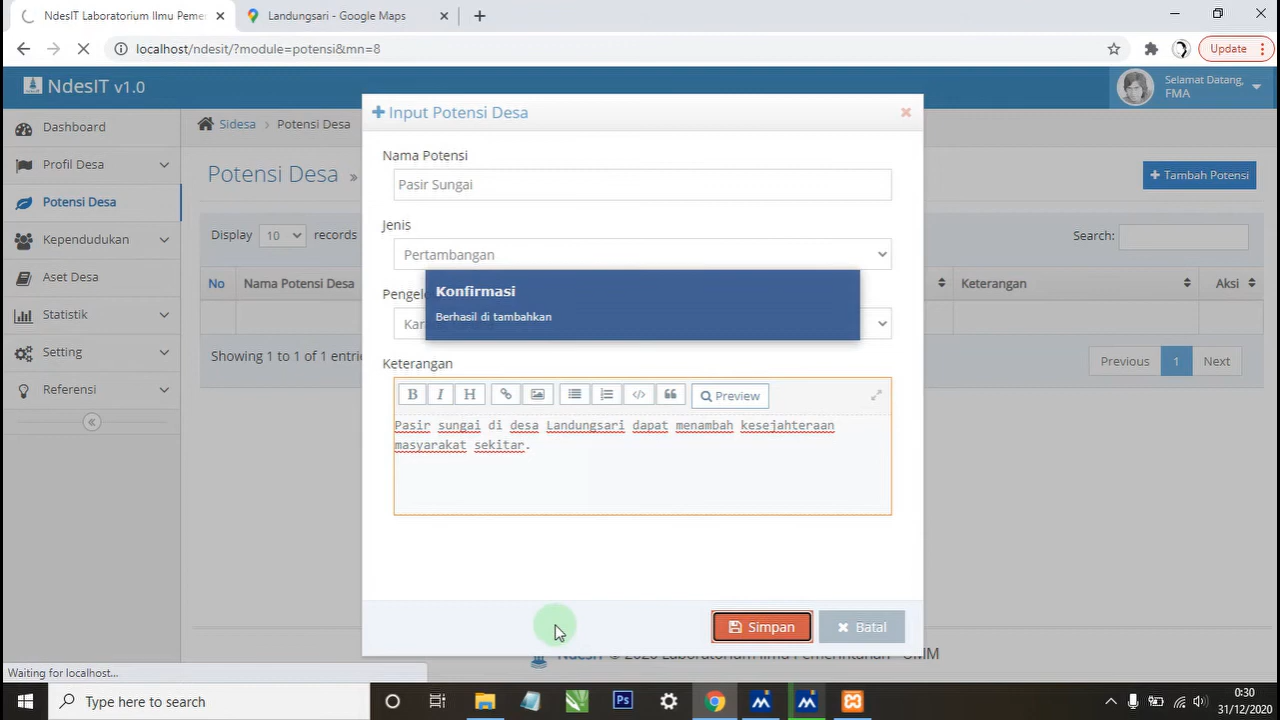 NdesIT Laboratorium Ilmu Peme
Landungsari - Google Maps
localhost/ndesit/?module=potensi&mn=8
Update
NdesIT v1.0
Selamat Datang,
FMA
Dashboard
Profil Desa
Potensi Desa
Kependudukan
Aset Desa
Statistik
Setting
Referensi
Sidesa > Potensi Desa
Potensi Desa »
Tambah Potensi
Display 10 records
Search:
No
Nama Potensi Desa
Keterangan
Aksi
Showing 1 to 1 of 1 entrie
Previous 1 Next
Input Potensi Desa
Nama Potensi
Pasir Sungai
Jenis
Pertambangan
Konfirmasi
Berhasil di tambahkan
Keterangan
B I H
Preview
Pasir sungai di desa Landungsari dapat menambah kesejahteraan
masyarakat sekitar.
Simpan
Batal
Waiting for localhost...
Type here to search
Ps
0:30
31/12/2020